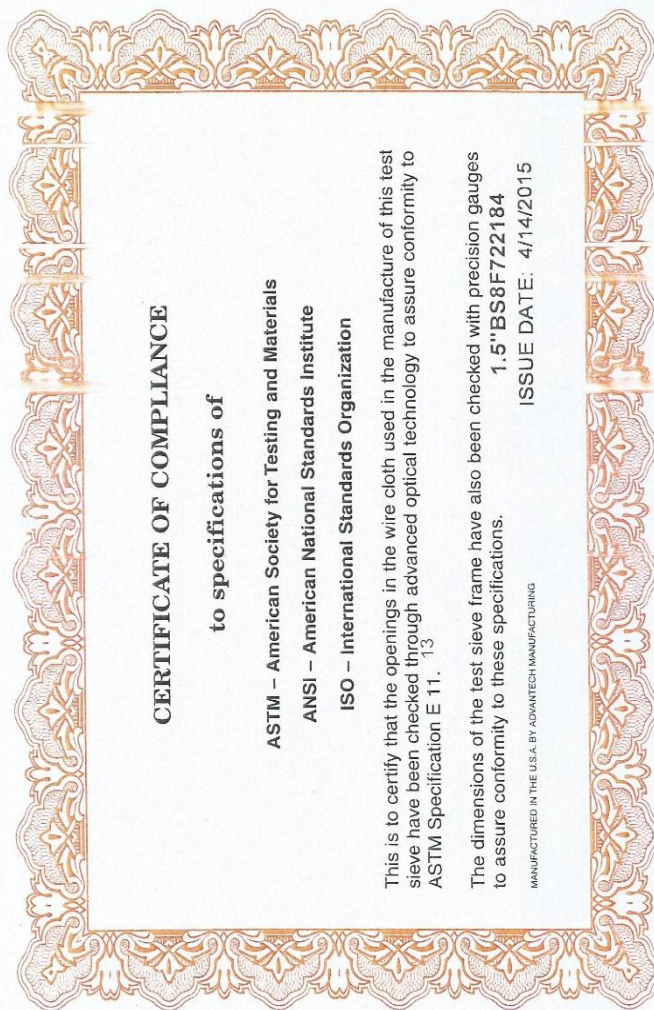 CERTIFICATE OF COMPLIANCE
to specifications of
ASTM – American Society for Testing and Materials
ANSI – American National Standards Institute
ISO – International Standards Organization
This is to certify that the openings in the wire cloth used in the manufacture of this test
sieve have been checked through advanced optical technology to assure conformity to
ASTM Specification E 11. 13
The dimensions of the test sieve frame have also been checked with precision gauges
to assure conformity to these specifications.
1.5"BS8F722184
ISSUE DATE: 4/14/2015
MANUFACTURED IN THE U.S.A. BY ADVANTECH MANUFACTURING